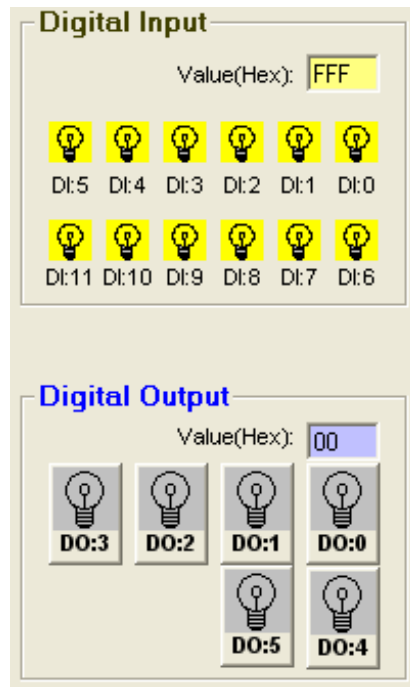 Digital Input
Value(Hex): FFF
DI:5 DI:4 DI:3 DI:2 DI:1 DI:0
DI:11 DI:10 DI:9 DI:8 DI:7 DI:6
Digital Output
Value(Hex): 00
DO:3 DO:2 DO:1 DO:0
DO:5 DO:4